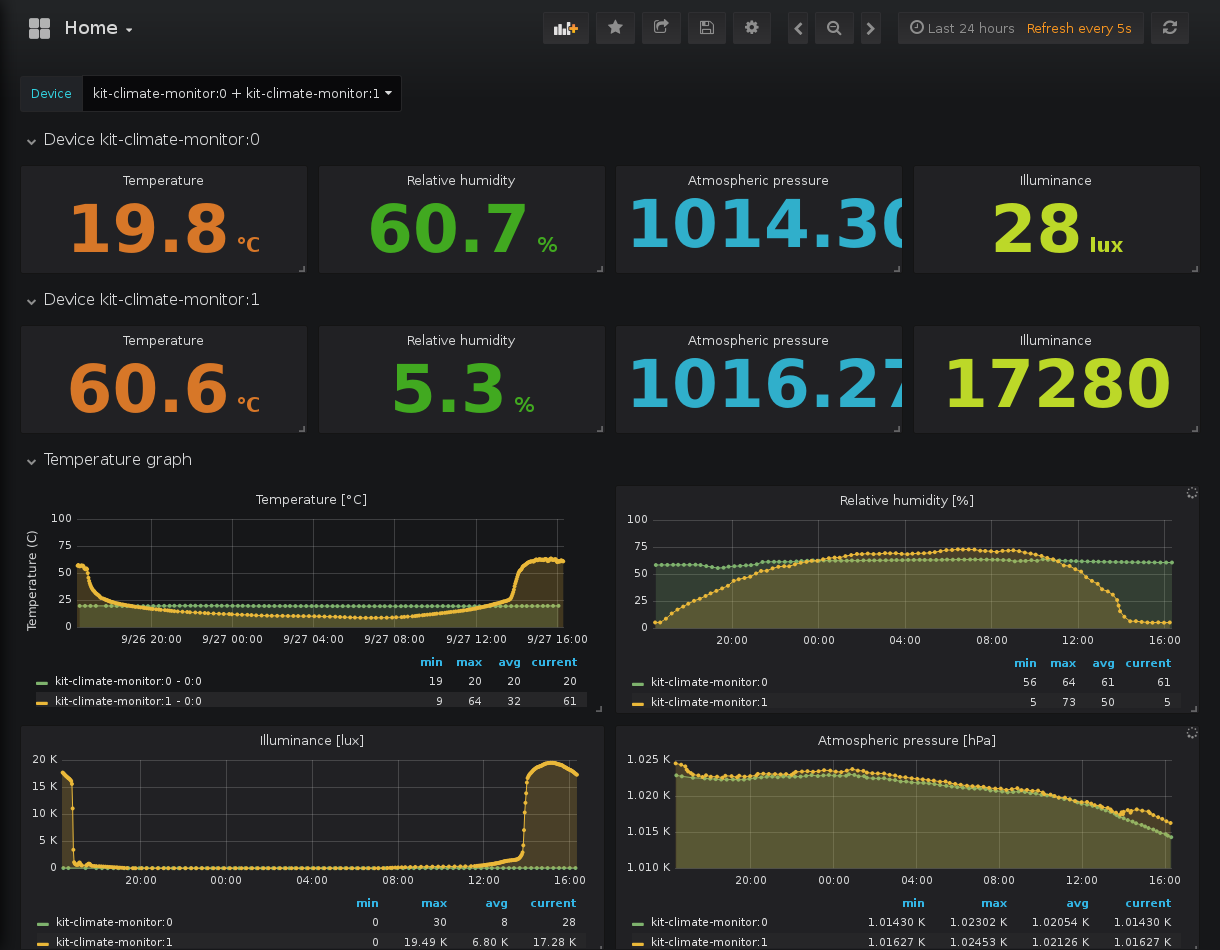 Home
Last 24 hours Refresh every 5s
Device kit-climate-monitor:0 + kit-climate-monitor:1
Device kit-climate-monitor:0
Temperature Relative humidity Atmospheric pressure Illuminance
19.8 °C 60.7 % 1014.30 28 lux
Device kit-climate-monitor:1
Temperature Relative humidity Atmospheric pressure Illuminance
60.6 °C 5.3 % 1016.27 17280
Temperature graph
Temperature [°C]
Temperature (C)
100
75
50
25
0
9/26 20:00 9/27 00:00 9/27 04:00 9/27 08:00 9/27 12:00 9/27 16:00
min max avg current
kit-climate-monitor:0 - 0:0 19 20 20 20
kit-climate-monitor:1 - 0:0 9 64 32 61
Relative humidity [%]
100
75
50
25
0
20:00 00:00 04:00 08:00 12:00 16:00
min max avg current
kit-climate-monitor:0 56 64 61 61
kit-climate-monitor:1 5 73 50 5
Illuminance [lux]
20 K
15 K
10 K
5 K
0
20:00 00:00 04:00 08:00 12:00 16:00
min max avg current
kit-climate-monitor:0 0 30 8 28
kit-climate-monitor:1 0 19.49 K 6.80 K 17.28 K
Atmospheric pressure [hPa]
1.025 K
1.020 K
1.015 K
1.010 K
20:00 00:00 04:00 08:00 12:00 16:00
min max avg current
kit-climate-monitor:0 1.01430 K 1.02302 K 1.02054 K 1.01430 K
kit-climate-monitor:1 1.01627 K 1.02453 K 1.02126 K 1.01627 K